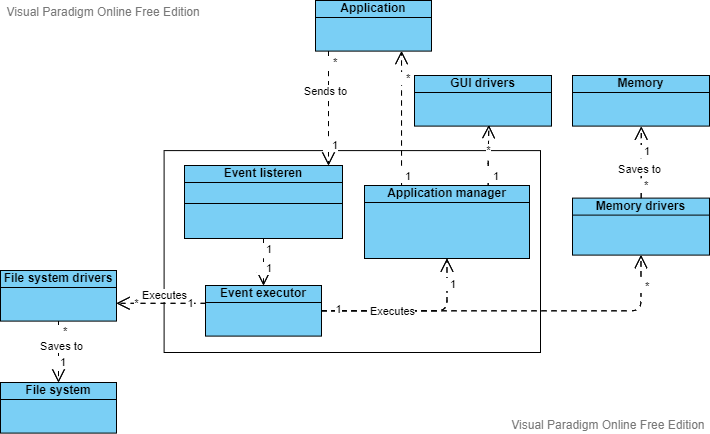 Visual Paradigm Online Free Edition
Application
*
Sends to
1
*
1
GUI drivers
*
1
Memory
1
Saves to
*
Memory drivers
*
Event listeren
1
1
Application manager
1
Event executor
1
Executes
File system drivers
* Executes 1
*
Saves to
1
File system
Visual Paradigm Online Free Edition